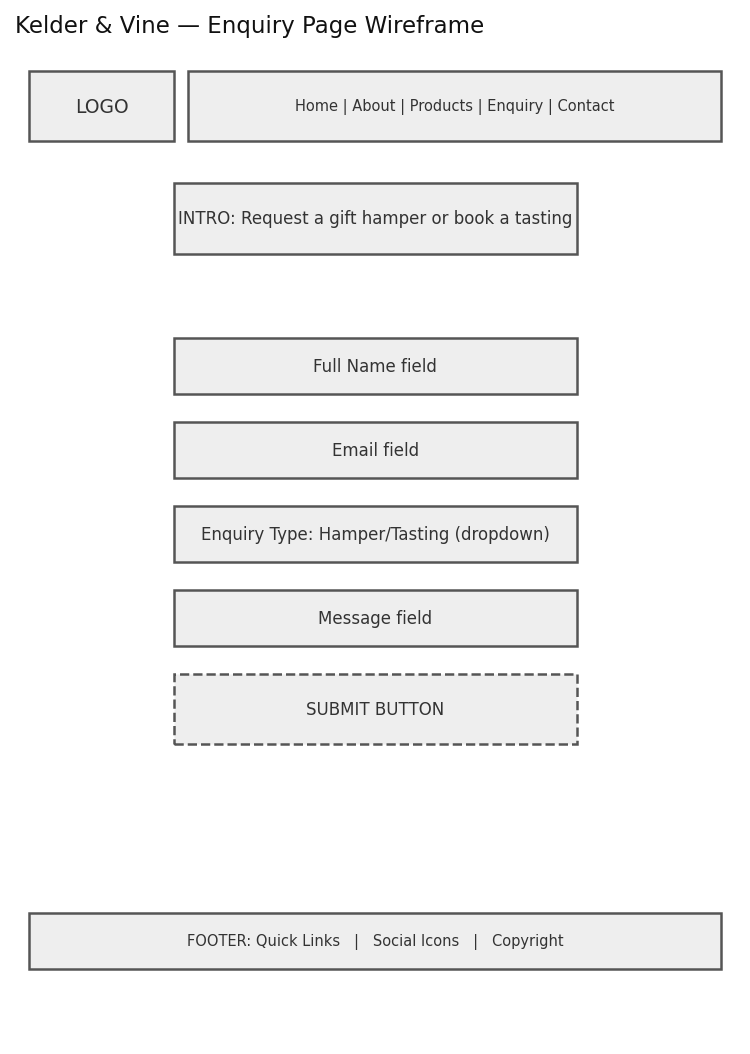 Kelder & Vine — Enquiry Page Wireframe
LOGO
Home | About | Products | Enquiry | Contact
INTRO: Request a gift hamper or book a tasting
Full Name field
Email field
Enquiry Type: Hamper/Tasting (dropdown)
Message field
SUBMIT BUTTON
FOOTER: Quick Links | Social Icons | Copyright